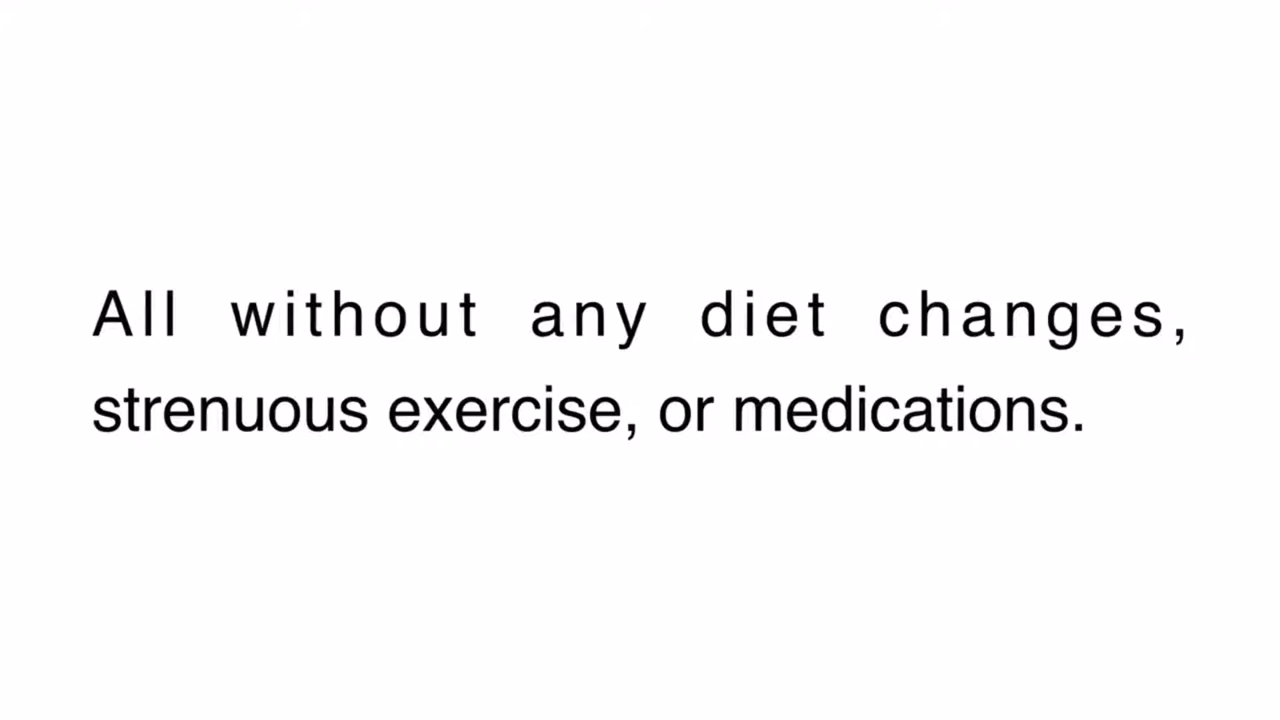 All without any diet changes,
strenuous exercise, or medications.